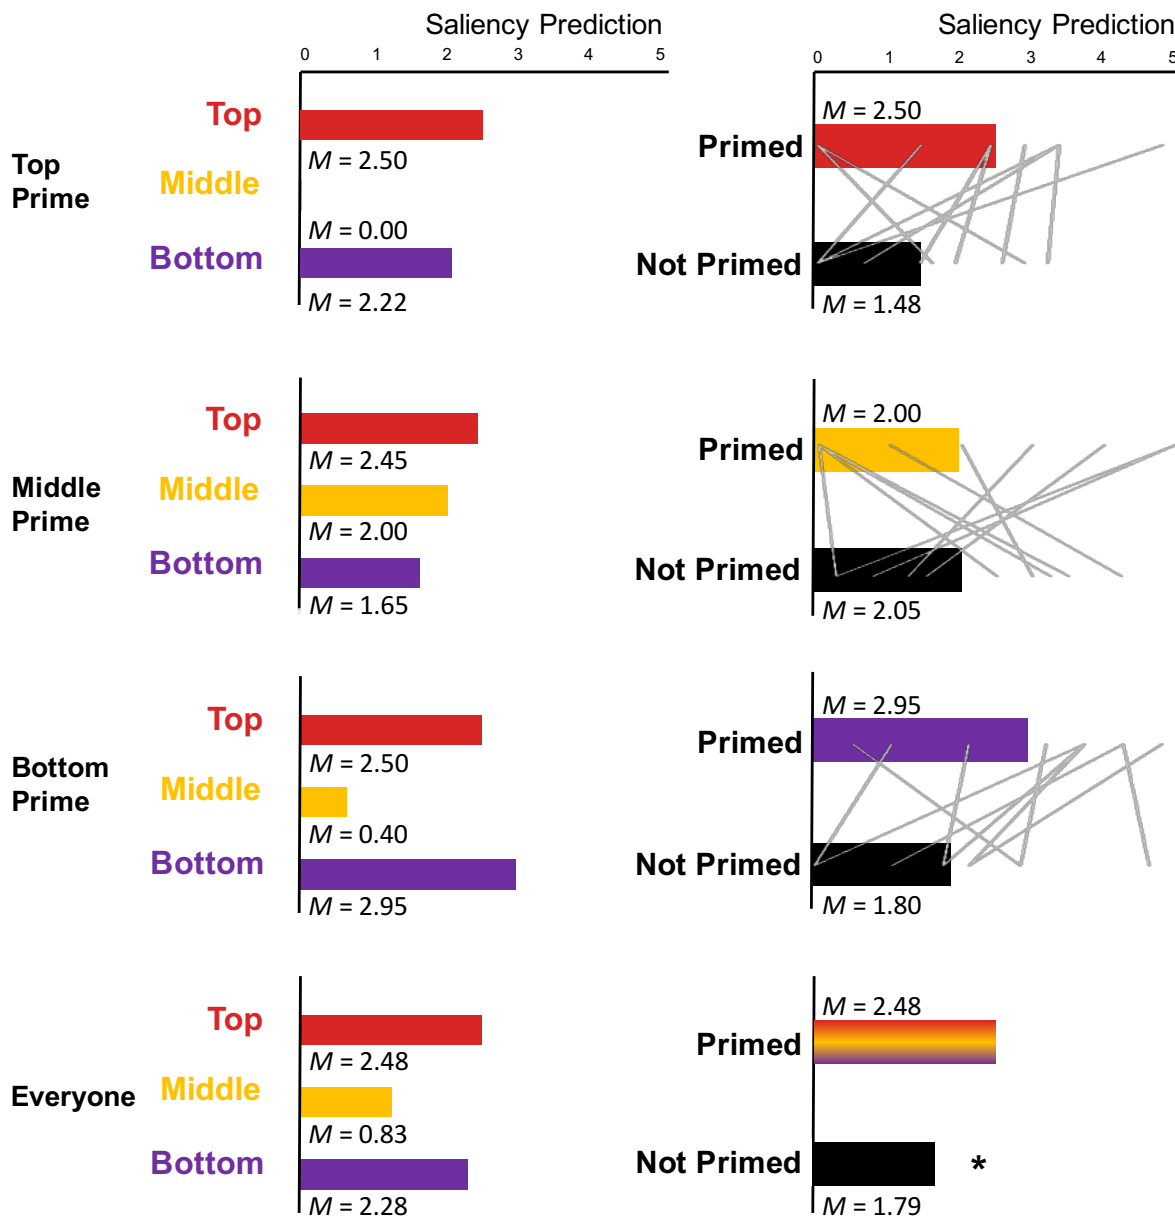 Saliency Prediction
0 1 2 3 5
Top Prime
Top
M = 2.50
Middle
M = 0.00
Bottom
M = 2.22
Saliency Prediction
0 1 2 3 4 5
Primed
M = 2.50
Not Primed
M = 1.48
Middle Prime
Top
M = 2.45
Middle
M = 2.00
Bottom
M = 1.65
Primed
M = 2.00
Not Primed
M = 2.05
Bottom Prime
Top
M = 2.50
Middle
M = 0.40
Bottom
M = 2.95
Primed
M = 2.95
Not Primed
M = 1.80
Everyone
Top
M = 2.48
Middle
M = 0.83
Bottom
M = 2.28
Primed
M = 2.48
Not Primed *
M = 1.79